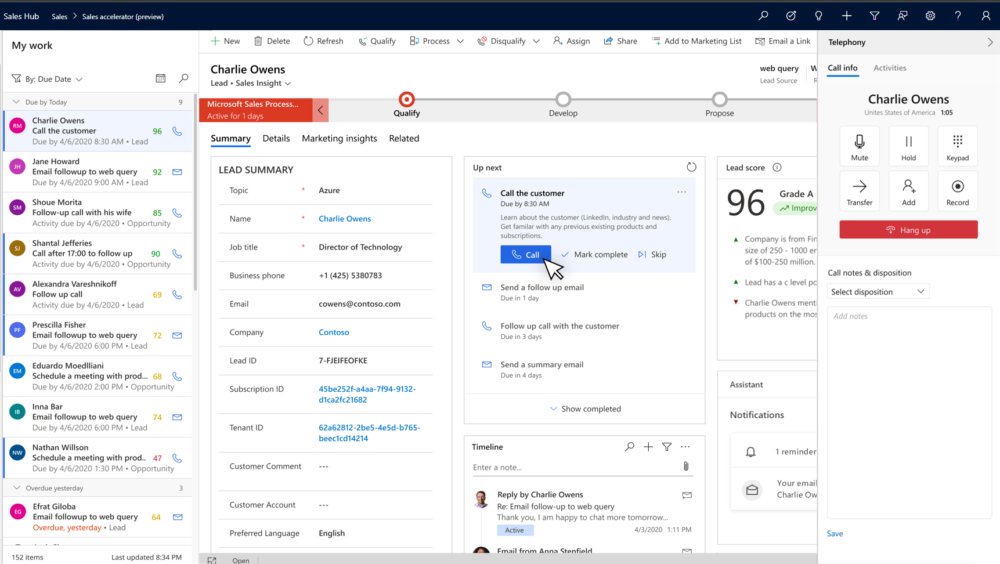 Sales Hub
Sales
Sales accelerator (preview)
My work
By: Due Date
Due by Today
9
RM
Charlie Owens
Call the customer
96
Due by 4/6/2020 8:30 AM • Lead
JH
Jane Howard
Email followup to web query
92
Due by 4/6/2020 9:00 AM • Lead
SM
Shoue Morita
Follow-up call with his wife
85
Activity due by 4/6/2020 • Opportunity
SJ
Shantal Jefferies
Call after 17:00 to follow up
90
Activity due by 4/6/2020 • Opportunity
AV
Alexandra Vareshnikoff
Follow up call
69
Activity due by 4/6/2020 • Lead
PF
Prescilla Fisher
Email followup to web query
72
Due by 4/6/2020 6:00 PM • Lead
EM
Eduardo Moedlliani
Schedule a meeting with prod...
68
Due by 4/6/2020 2:00 PM • Opportunity
IB
Inna Bar
Email followup to web query
74
Due by 4/6/2020 6:00 PM • Lead
NW
Nathan Willson
Schedule a meeting with prod..
47
Due by 4/6/2020 1:30 PM • Opportunity
Overdue yesterday
3
EG
Efrat Giloba
Email followup to web query
64
Overdue, yesterday • Lead
152 items
Last updated 8:34 PM
New
Delete
Refresh
Qualify
Process
Disqualify
Assign
Share
Add to Marketing List
Email a Link
Charlie Owens
Lead • Sales Insight
web query
Lead Source
W
Microsoft Sales Process...
Active for 1 days
Qualify
Develop
Propose
Summary
Details
Marketing insights
Related
LEAD SUMMARY
Topic
*
Azure
Name
*
Charlie Owens
Job title
*
Director of Technology
Business phone
+1 (425) 5380783
Email
cowens@contoso.com
Company
Contoso
Lead ID
7-FJEIFEOFKE
Subscription ID
45be252f-a4aa-7f94-9132-
d1ca2fc21682
Tenant ID
62a62812-2be5-4e5d-b765-
beec1cd14214
Customer Comment
---
Customer Account
---
Preferred Language
English
Open
Up next
Call the customer
Due by 8:30 AM
Learn about the customer (LinkedIn, industry and news).
Get familar with any previous existing products and
subscriptions.
Call
Mark complete
Skip
Send a follow up email
Due in 1 day
Follow up call with the customer
Due in 3 days
Send a summary email
Due in 4 days
Show completed
Timeline
Enter a note...
Reply by Charlie Owens
Re: Email follow-up to web query
Thank you, I am happy to chat more tomorrow...
Active
4/3/2020 1:11 PM
Email from Anna Stenfield
Lead score
96
Grade A
Improv
Company is from Fin
size of 250 - 1000 em
of $100-250 million.
Lead has a c level po
Charlie Owens menti
products on the mos
Assistant
Notifications
1 reminder
Your email
Charlie Ow
Telephony
Call info
Activities
Charlie Owens
Unites States of America 1:05
Mute
Hold
Keypad
Transfer
Add
Record
Hang up
Call notes & disposition
Select disposition
Add notes
Save